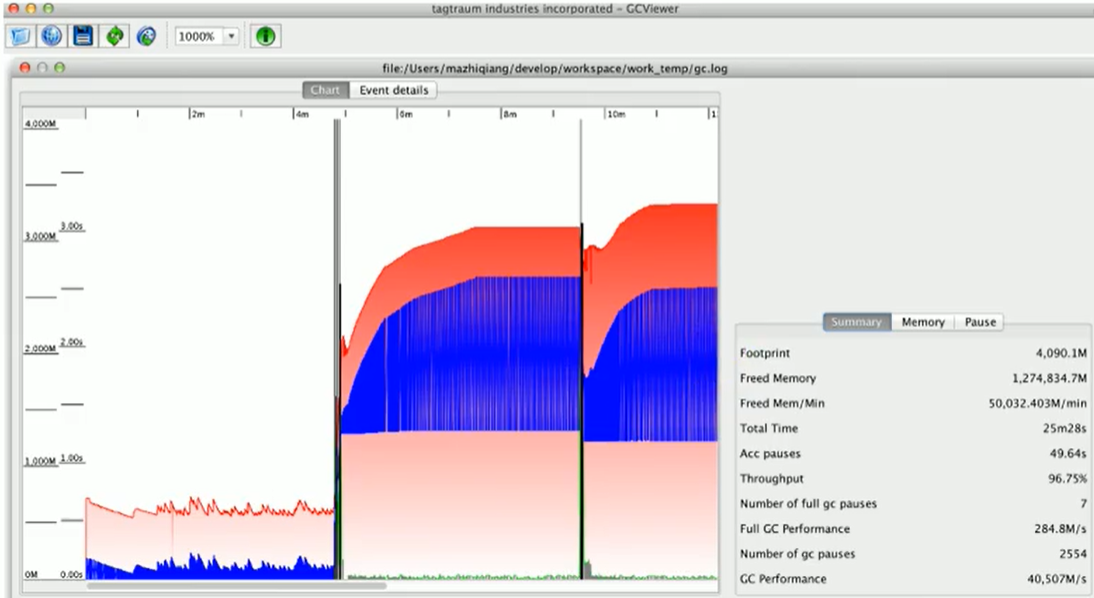 tagtraum industries incorporated – GCViewer
1000%
file:/Users/mazhiqiang/develop/workspace/work_temp/gc.log
Chart Event details
2m 4m 6m 8m 10m 1
4,000M
3.00s
3,000M
2.00s
2,000M
1,000M 1.00s
0M 0.00s
Summary Memory Pause
Footprint 4,090.1M
Freed Memory 1,274,834.7M
Freed Mem/Min 50,032.403M/min
Total Time 25m28s
Acc pauses 49.64s
Throughput 96.75%
Number of full gc pauses 7
Full GC Performance 284.8M/s
Number of gc pauses 2554
GC Performance 40,507M/s